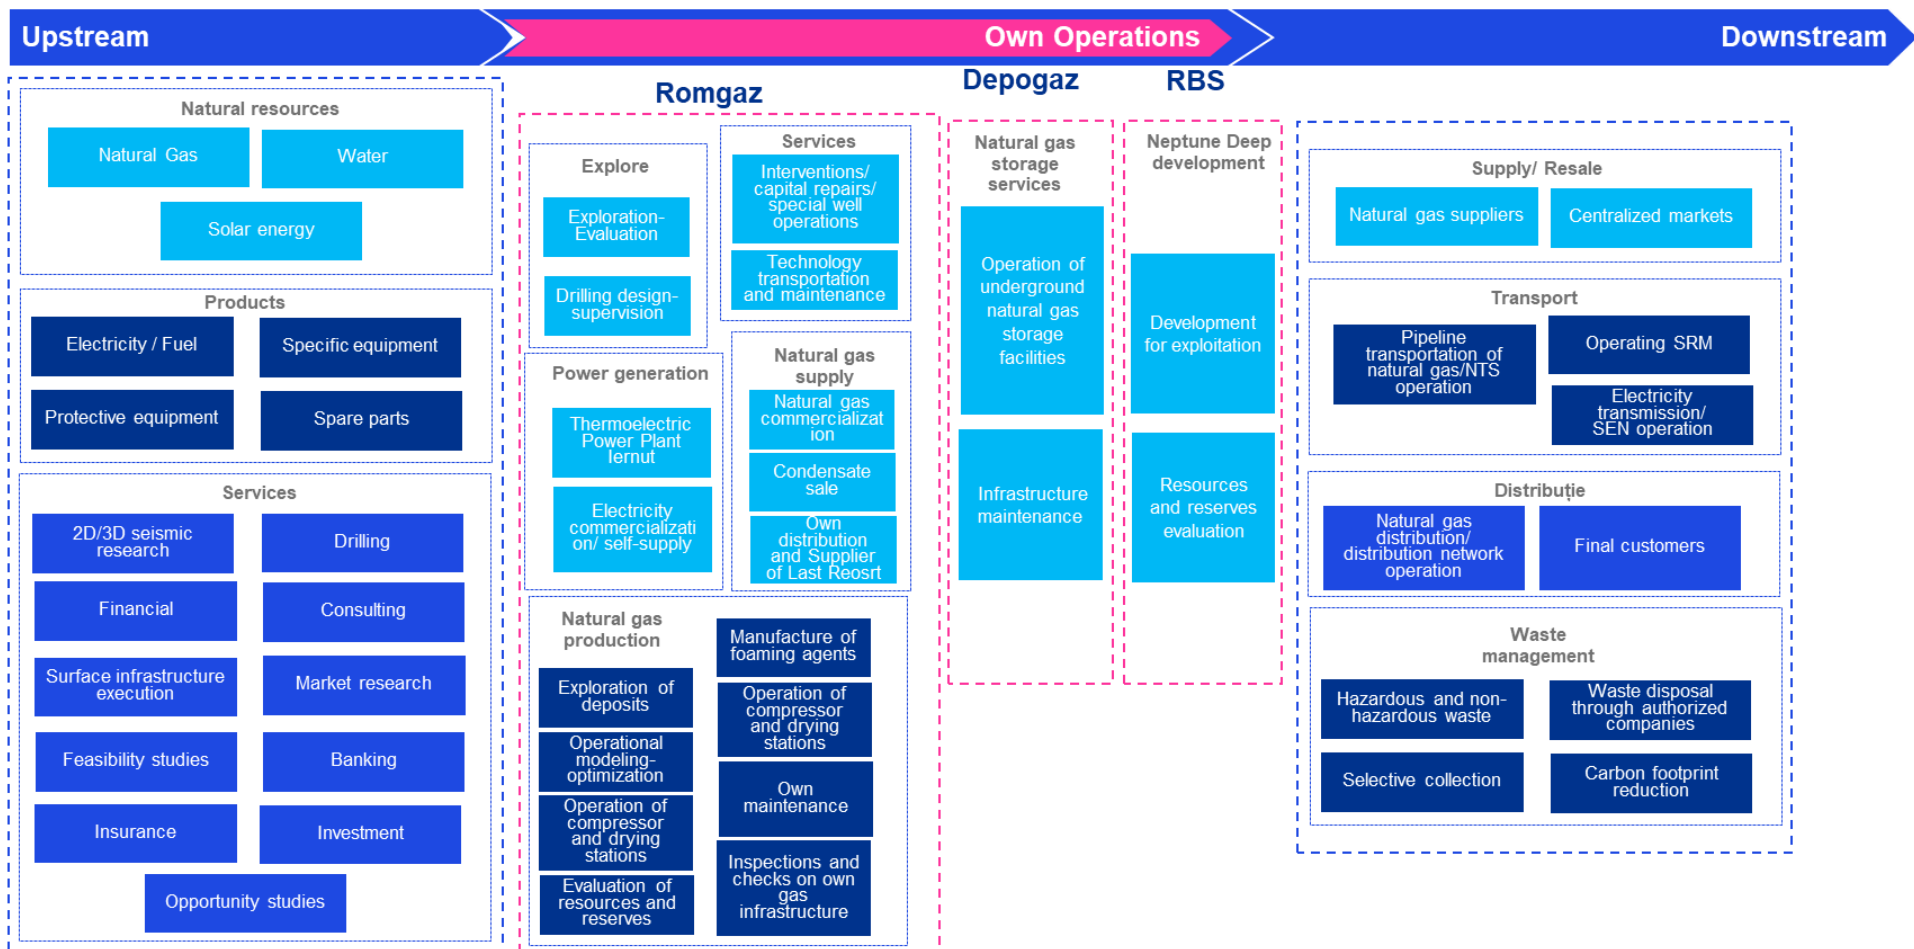 Upstream
Own Operations
Downstream
Natural resources
Natural Gas
Water
Solar energy
Products
Electricity / Fuel
Specific equipment
Protective equipment
Spare parts
Services
2D/3D seismic
research
Drilling
Financial
Consulting
Surface infrastructure
execution
Market research
Feasibility studies
Banking
Insurance
Investment
Opportunity studies
Romgaz
Explore
Exploration-
Evaluation
Drilling design-
supervision
Services
Interventions/
capital repairs/
special well
operations
Technology
transportation
and maintenance
Power generation
Thermoelectric
Power Plant
Iernut
Electricity
commercializati
on/ self-supply
Natural gas
supply
Natural gas
commercializat
ion
Condensate
sale
Own
distribution
and Supplier
of Last Reosrt
Natural gas
production
Exploration of
deposits
Operational
modeling-
optimization
Operation of
compressor
and drying
stations
Evaluation of
resources and
reserves
Manufacture of
foaming agents
Operation of
compressor
and drying
stations
Own
maintenance
Inspections and
checks on own
gas
infrastructure
Depogaz
Natural gas
storage
services
Operation of
underground
natural gas
storage
facilities
Infrastructure
maintenance
RBS
Neptune Deep
development
Development
for exploitation
Resources
and reserves
evaluation
Supply/ Resale
Natural gas suppliers
Centralized markets
Transport
Pipeline
transportation of
natural gas/NTS
operation
Operating SRM
Electricity
transmission/
SEN operation
Distribuție
Natural gas
distribution/
distribution network
operation
Final customers
Waste
management
Hazardous and non-
hazardous waste
Waste disposal
through authorized
companies
Selective collection
Carbon footprint
reduction